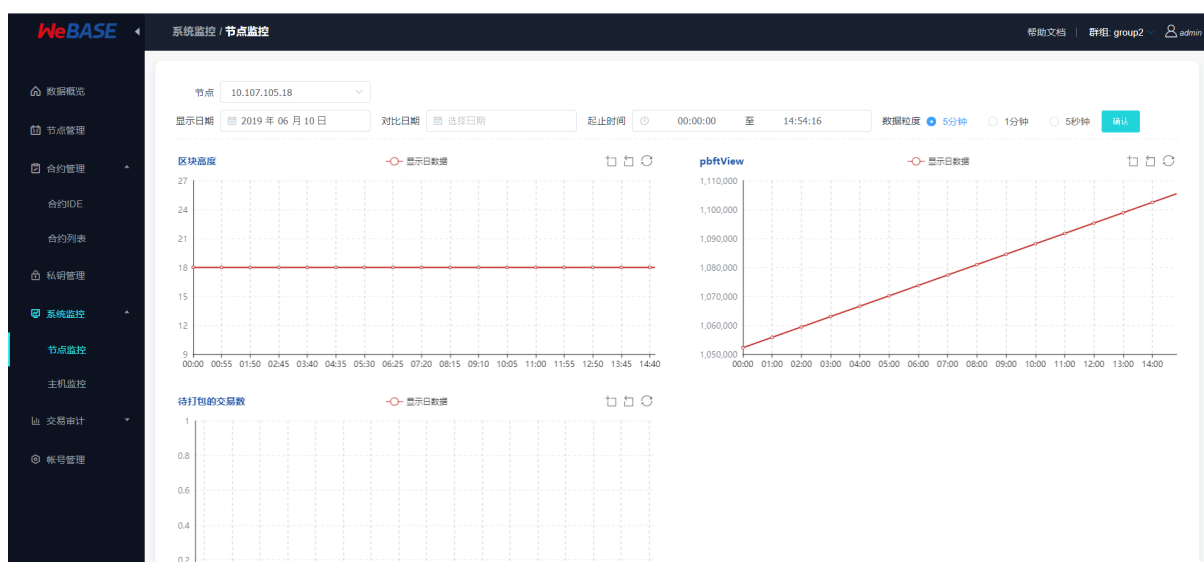 WeBASE
系统监控 / 节点监控
帮助文档
群组: group2
admin
数据概览
节点管理
合约管理
合约IDE
合约列表
私钥管理
系统监控
节点监控
主机监控
交易审计
帐号管理
节点 10.107.105.18
显示日期 2019 年 06 月 10 日 对比日期 选择日期 起止时间 00:00:00 至 14:54:16 数据粒度 5分钟 1分钟 5秒钟 确认
区块高度 显示日数据
27
24
21
18
15
12
9
00:00 00:55 01:50 02:45 03:40 04:35 05:30 06:25 07:20 08:15 09:10 10:05 11:00 11:55 12:50 13:45 14:40
pbftView 显示日数据
1,110,000
1,100,000
1,090,000
1,080,000
1,070,000
1,060,000
1,050,000
00:00 01:00 02:00 03:00 04:00 05:00 06:00 07:00 08:00 09:00 10:00 11:00 12:00 13:00 14:00
待打包的交易数 显示日数据
1
0.8
0.6
0.4
0.2